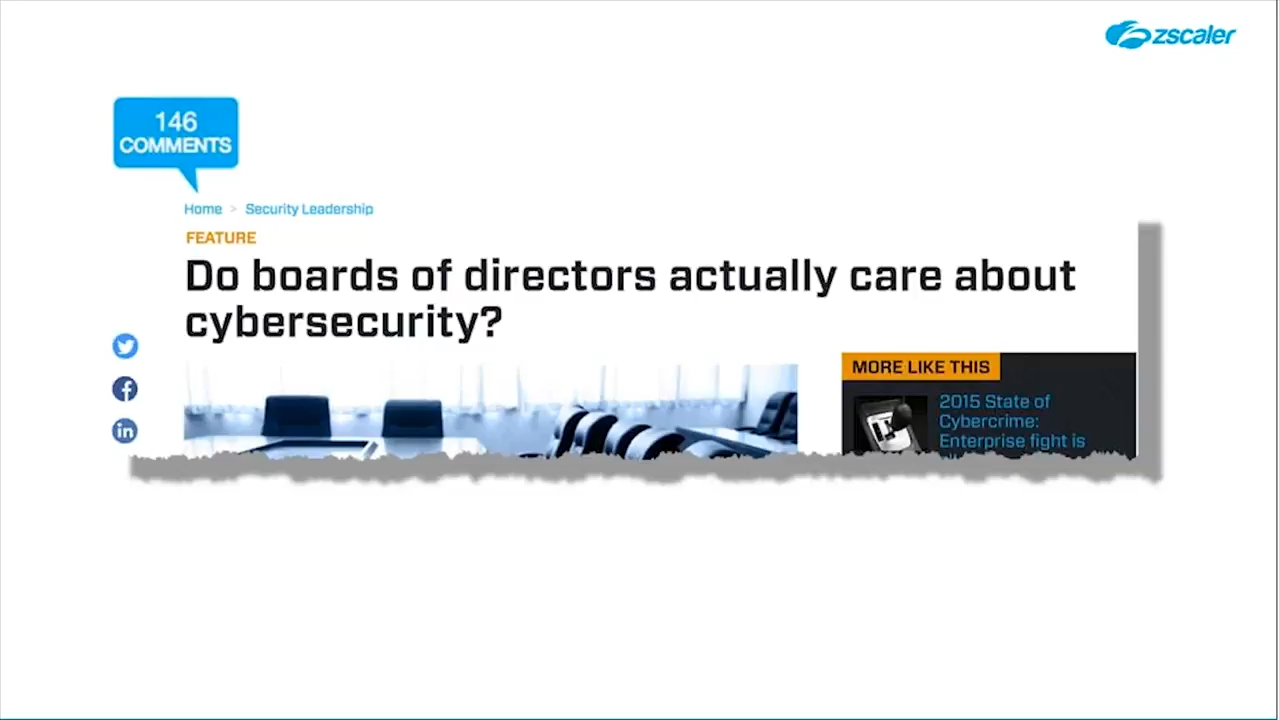 zscaler
146
COMMENTS
Home > Security Leadership
FEATURE
Do boards of directors actually care about
cybersecurity?
MORE LIKE THIS
2015 State of
Cybercrime:
Enterprise fight is